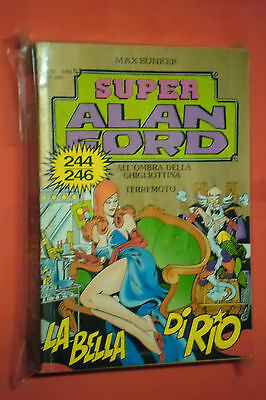 MAX BUNKER
SUPER
ALAN
FORD
244
246
ALL'OMBRA DELLA
GHIGLIOTTINA
TERREMOTO
LA BELLA
DI RIO